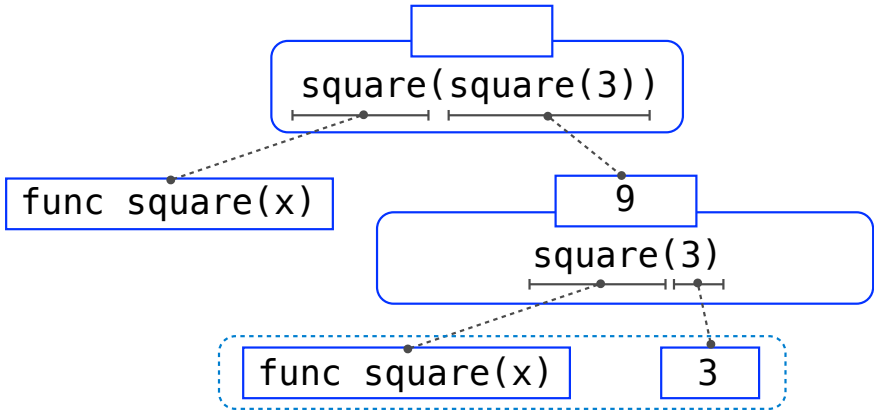 square(square(3))
func square(x)
9
square(3)
func square(x)
3